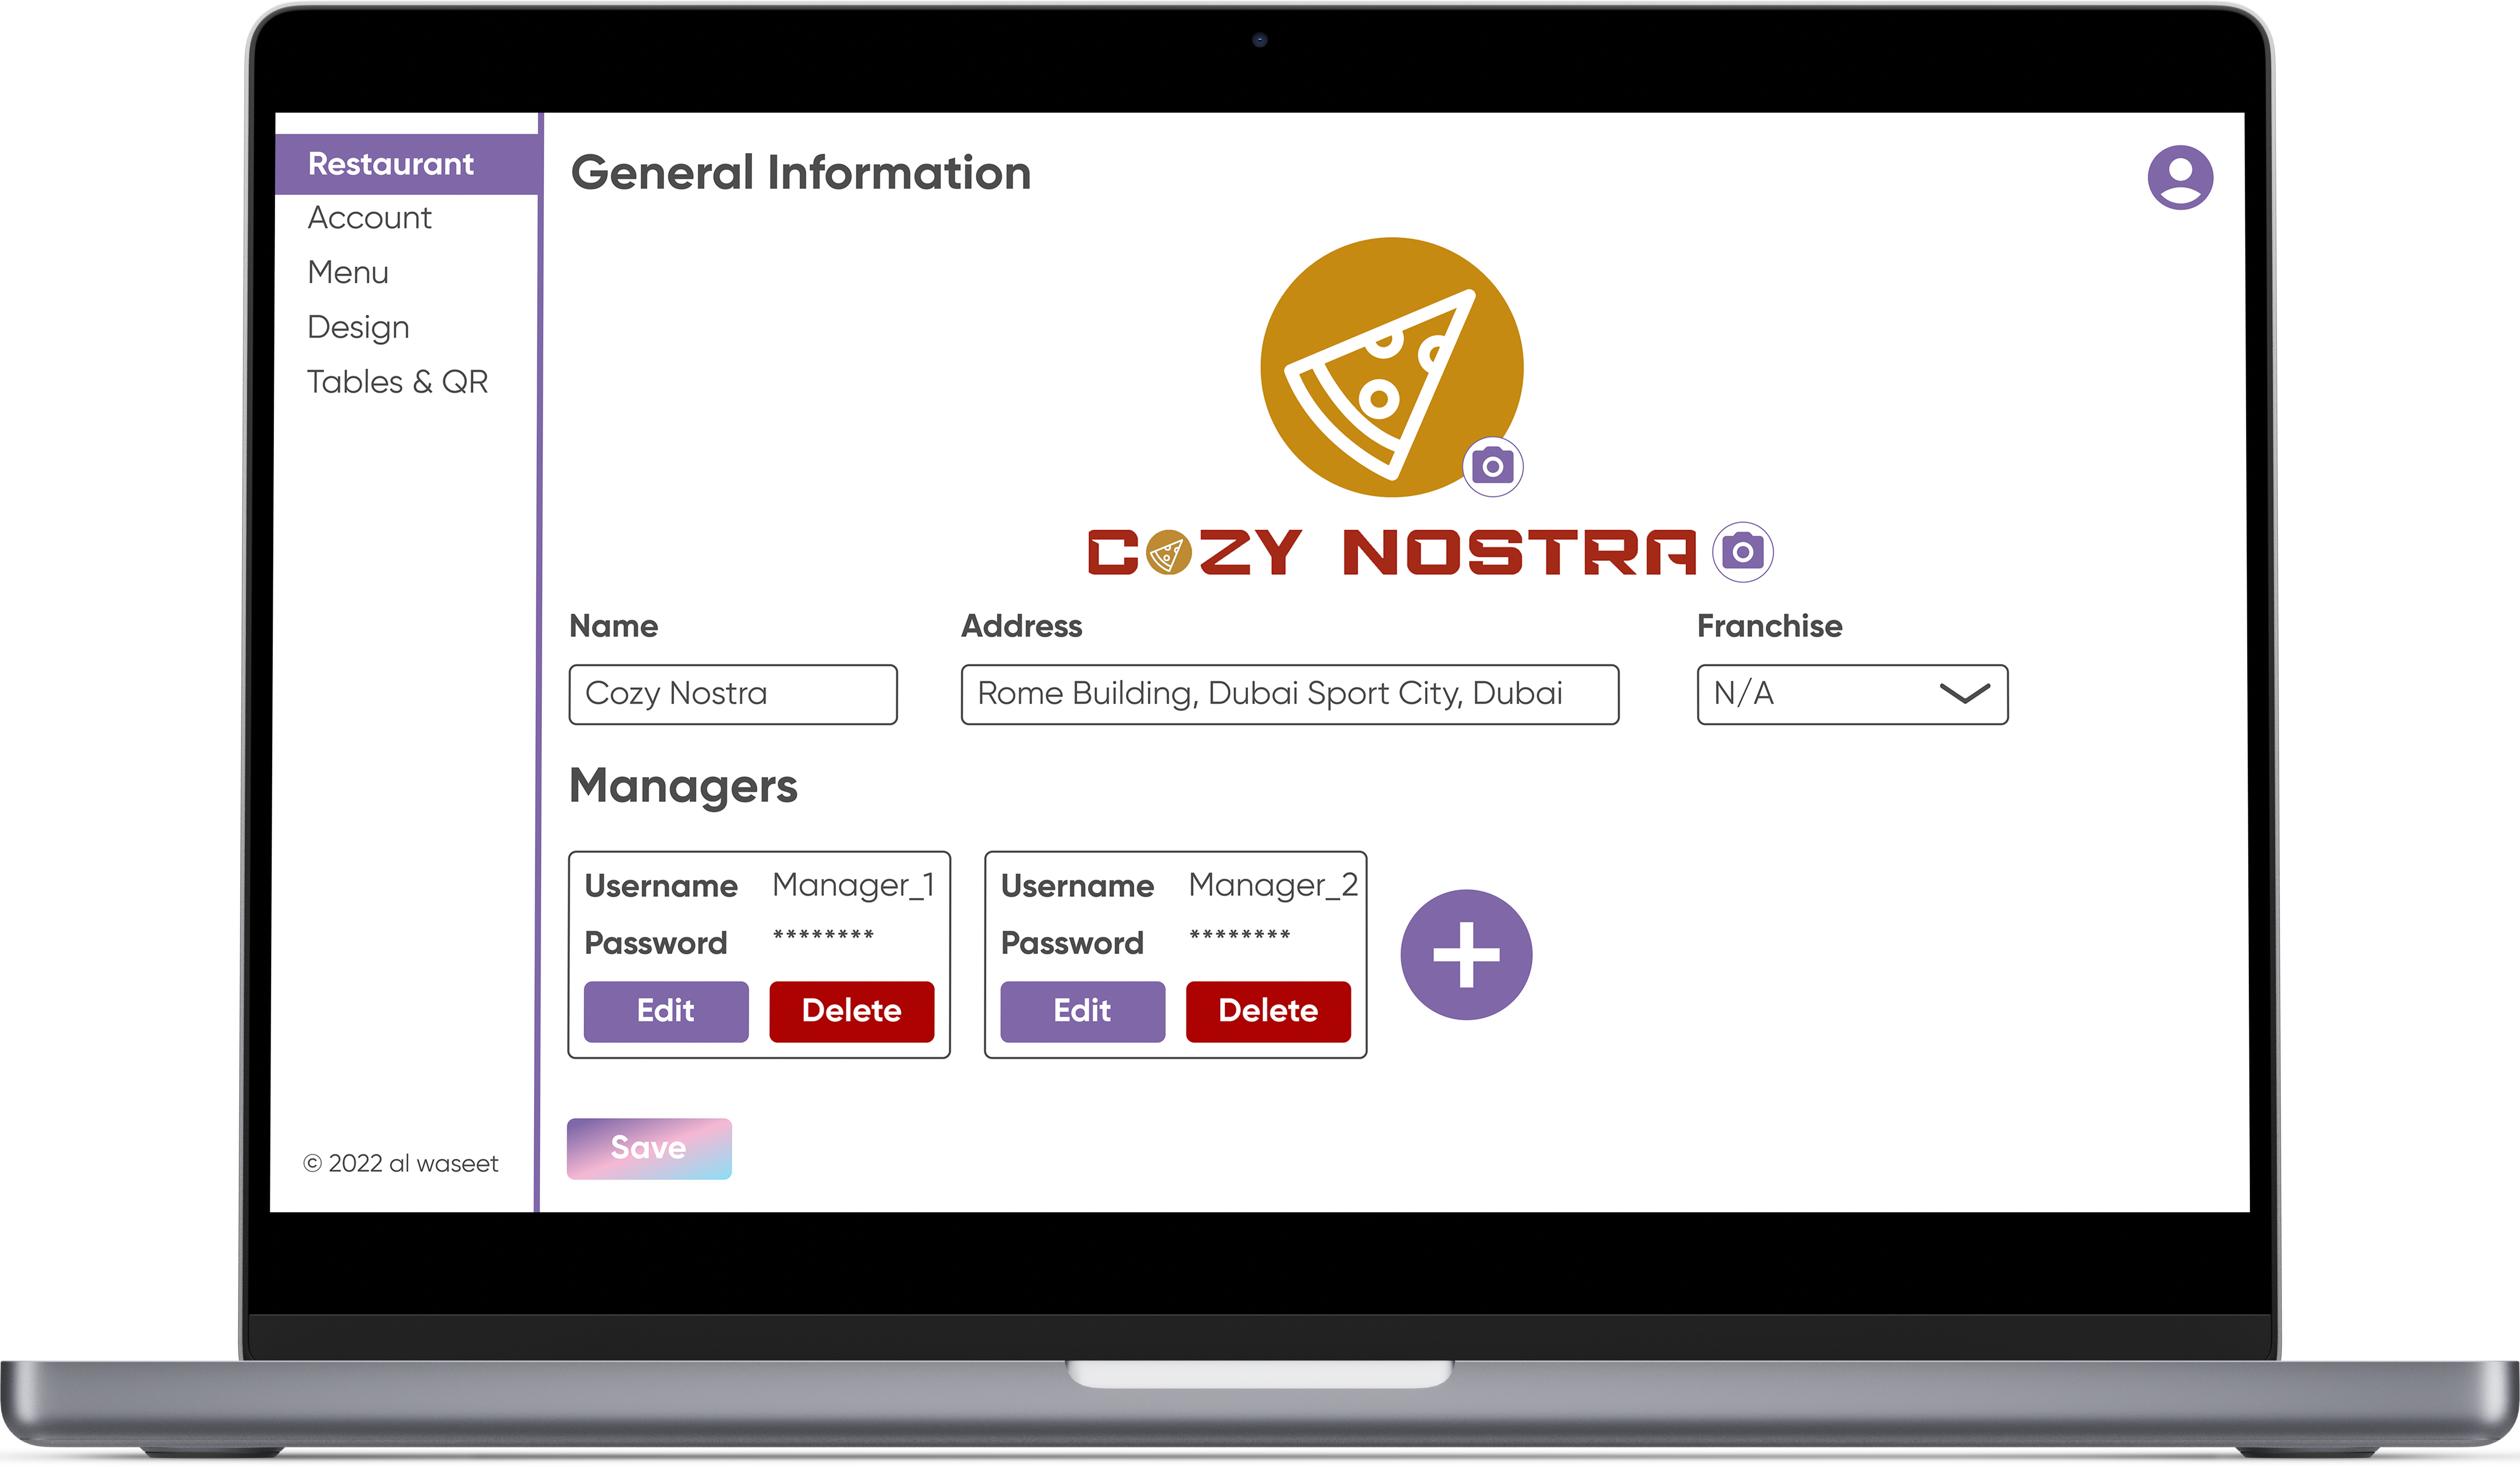 Restaurant
Account
Menu
Design
Tables & QR
© 2022 al waseet
General Information
COZY NOSTRA
Name
Cozy Nostra
Address
Rome Building, Dubai Sport City, Dubai
Franchise
N/A
Managers
Username Manager_1
Password ********
Edit Delete
Username Manager_2
Password ********
Edit Delete
Save